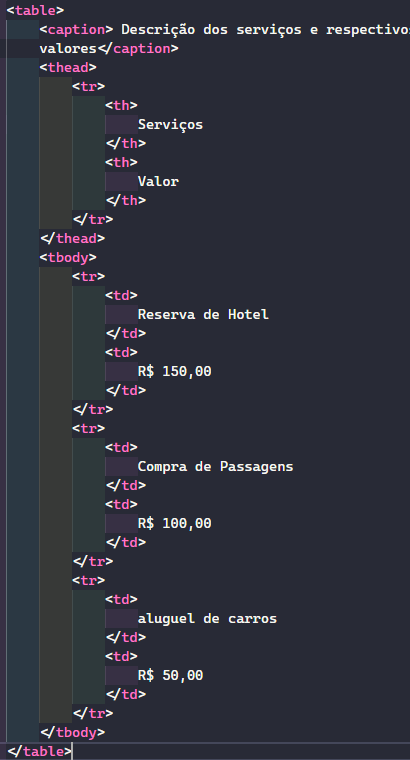 <table>
<caption> Descrição dos serviços e respectivos
valores</caption>
<thead>
<tr>
<th>
Serviços
</th>
<th>
Valor
</th>
</tr>
</thead>
<tbody>
<tr>
<td>
Reserva de Hotel
</td>
<td>
R$ 150,00
</td>
</tr>
<tr>
<td>
Compra de Passagens
</td>
<td>
R$ 100,00
</td>
</tr>
<tr>
<td>
aluguel de carros
</td>
<td>
R$ 50,00
</td>
</tr>
</tbody>
</table>